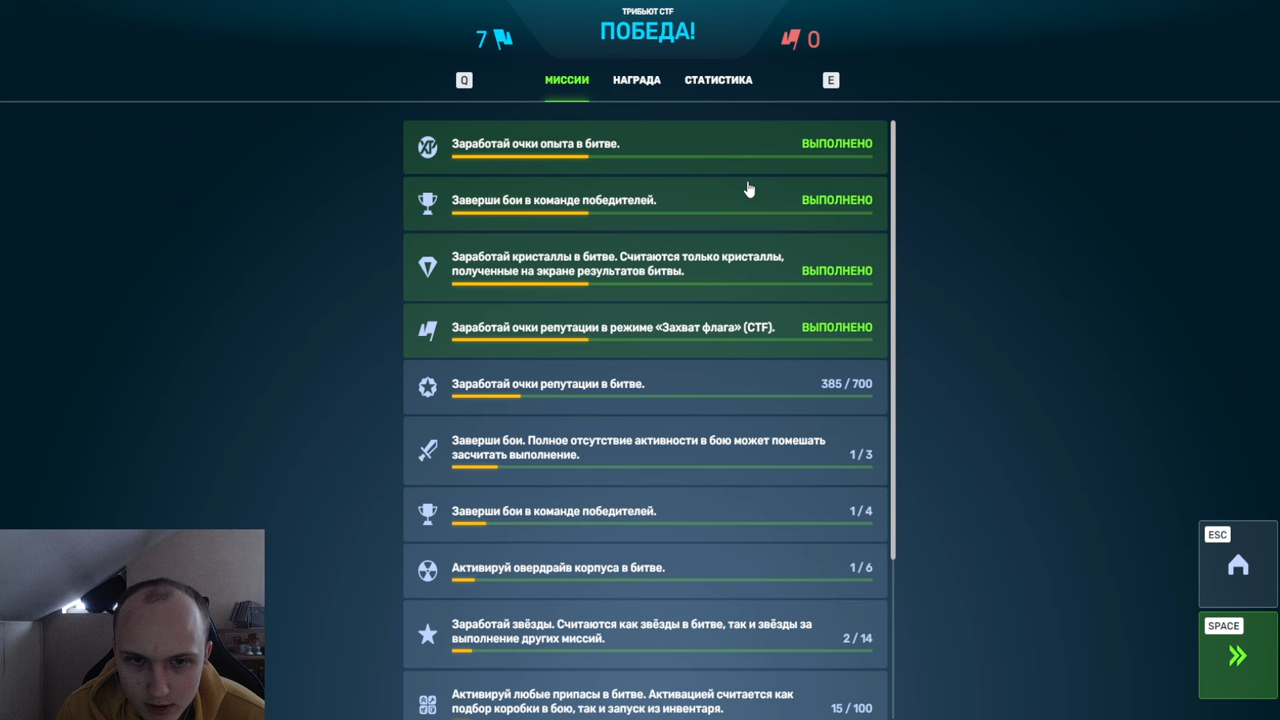 ТРИБЬЮТ CTF
7 ПОБЕДА! 0
Q МИССИИ НАГРАДА СТАТИСТИКА E
XP
Заработай очки опыта в битве. ВЫПОЛНЕНО
Заверши бои в команде победителей. ВЫПОЛНЕНО
Заработай кристаллы в битве. Считаются только кристаллы,
полученные на экране результатов битвы. ВЫПОЛНЕНО
Заработай очки репутации в режиме «Захват флага» (CTF). ВЫПОЛНЕНО
Заработай очки репутации в битве. 385 / 700
Заверши бои. Полное отсутствие активности в бою может помешать
засчитать выполнение. 1 / 3
Заверши бои в команде победителей. 1 / 4
Активируй овердрайв корпуса в битве. 1 / 6
Заработай звёзды. Считаются как звёзды в битве, так и звёзды за
выполнение других миссий. 2 / 14
Активируй любые припасы в битве. Активацией считается как
подбор коробки в бою, так и запуск из инвентаря. 15 / 100
ESC
SPACE